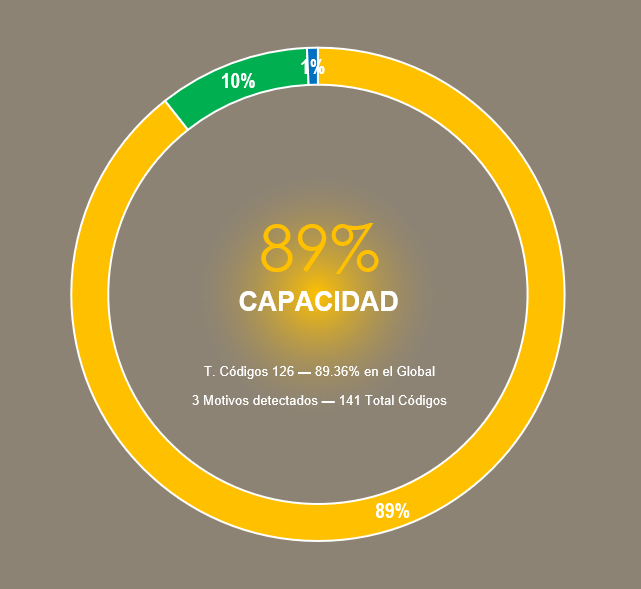 10%
1%
89%
CAPACIDAD
T. Códigos 126 — 89.36% en el Global
3 Motivos detectados — 141 Total Códigos
89%